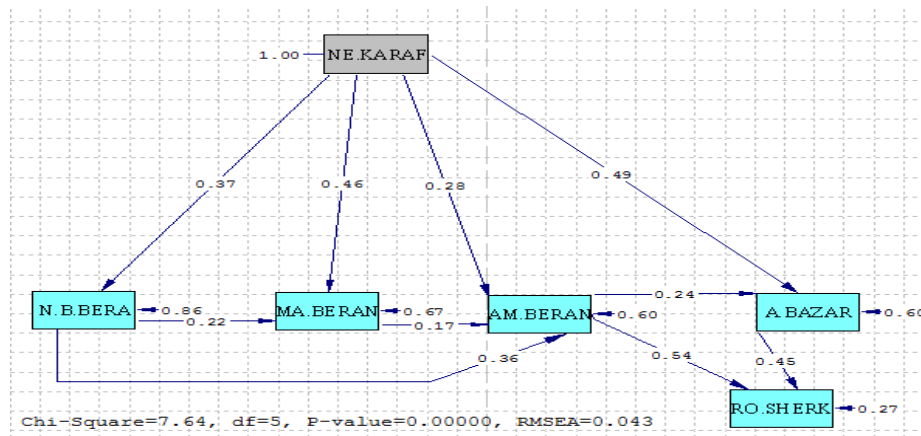 1.00 NE.KARAF
0.37 0.46 0.28 0.49
N.B.BERA 0.86 0.22 MA.BERAN 0.67 0.17 AM.BERAN 0.60 0.24 A.BAZAR 0.60
0.36 0.54 0.45
RO.SHERK 0.27
Chi-Square=7.64, df=5, P-value=0.00000, RMSEA=0.043